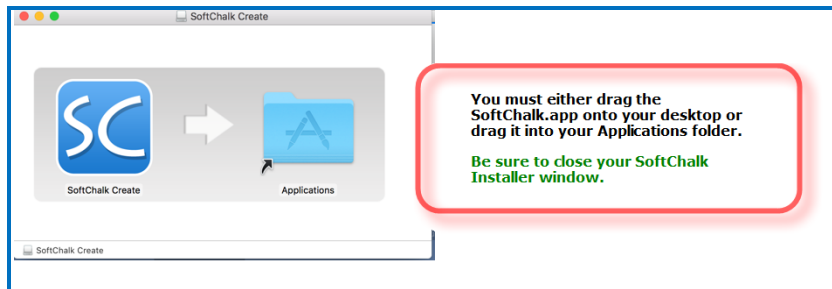 SoftChalk Create
SC
SoftChalk Create
Applications
SoftChalk Create
You must either drag the
SoftChalk.app onto your desktop or
drag it into your Applications folder.
Be sure to close your SoftChalk
Installer window.